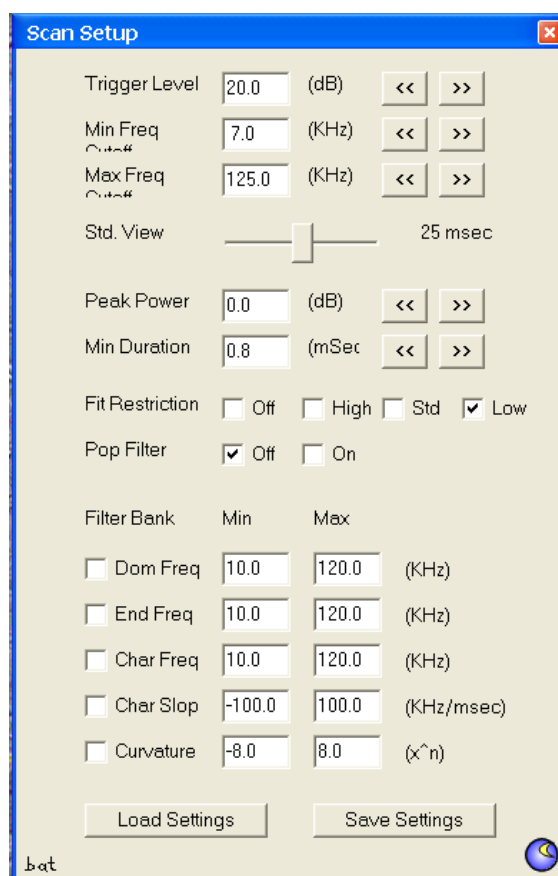 Scan Setup
Trigger Level 20.0 (dB) << >>
Min Freq 7.0 (KHz) << >>
Cutoff
Max Freq 125.0 (KHz) << >>
Cutoff
Std. View 25 msec
Peak Power 0.0 (dB) << >>
Min Duration 0.8 (mSec << >>
Fit Restriction Off High Std Low
Pop Filter Off On
Filter Bank Min Max
Dom Freq 10.0 120.0 (KHz)
End Freq 10.0 120.0 (KHz)
Char Freq 10.0 120.0 (KHz)
Char Slop -100.0 100.0 (KHz/msec)
Curvature -8.0 8.0 (x^n)
Load Settings Save Settings
bat